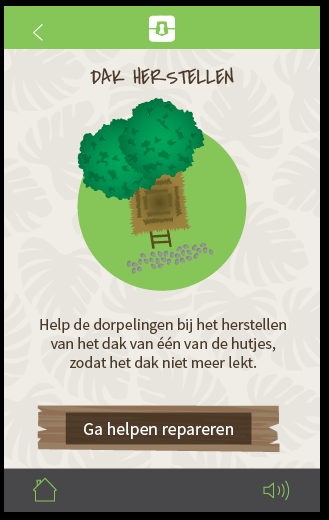 DAK HERSTELLEN
Help de dorpelingen bij het herstellen
van het dak van één van de hutjes,
zodat het dak niet meer lekt.
Ga helpen repareren